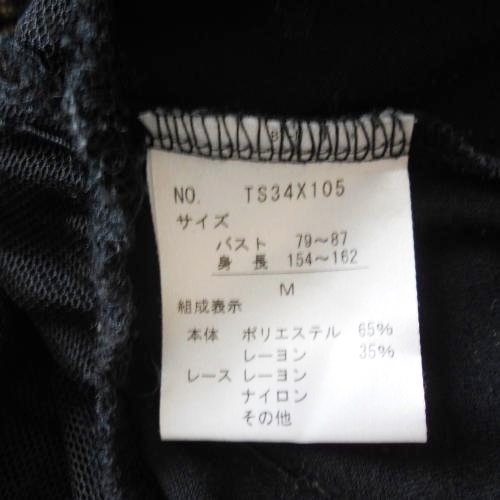 NO. TS34X105
サイズ
バスト 79～87
身長 154～162
M
組成表示
本体 ポリエステル 65%
レーヨン 35%
レース レーヨン
ナイロン
その他